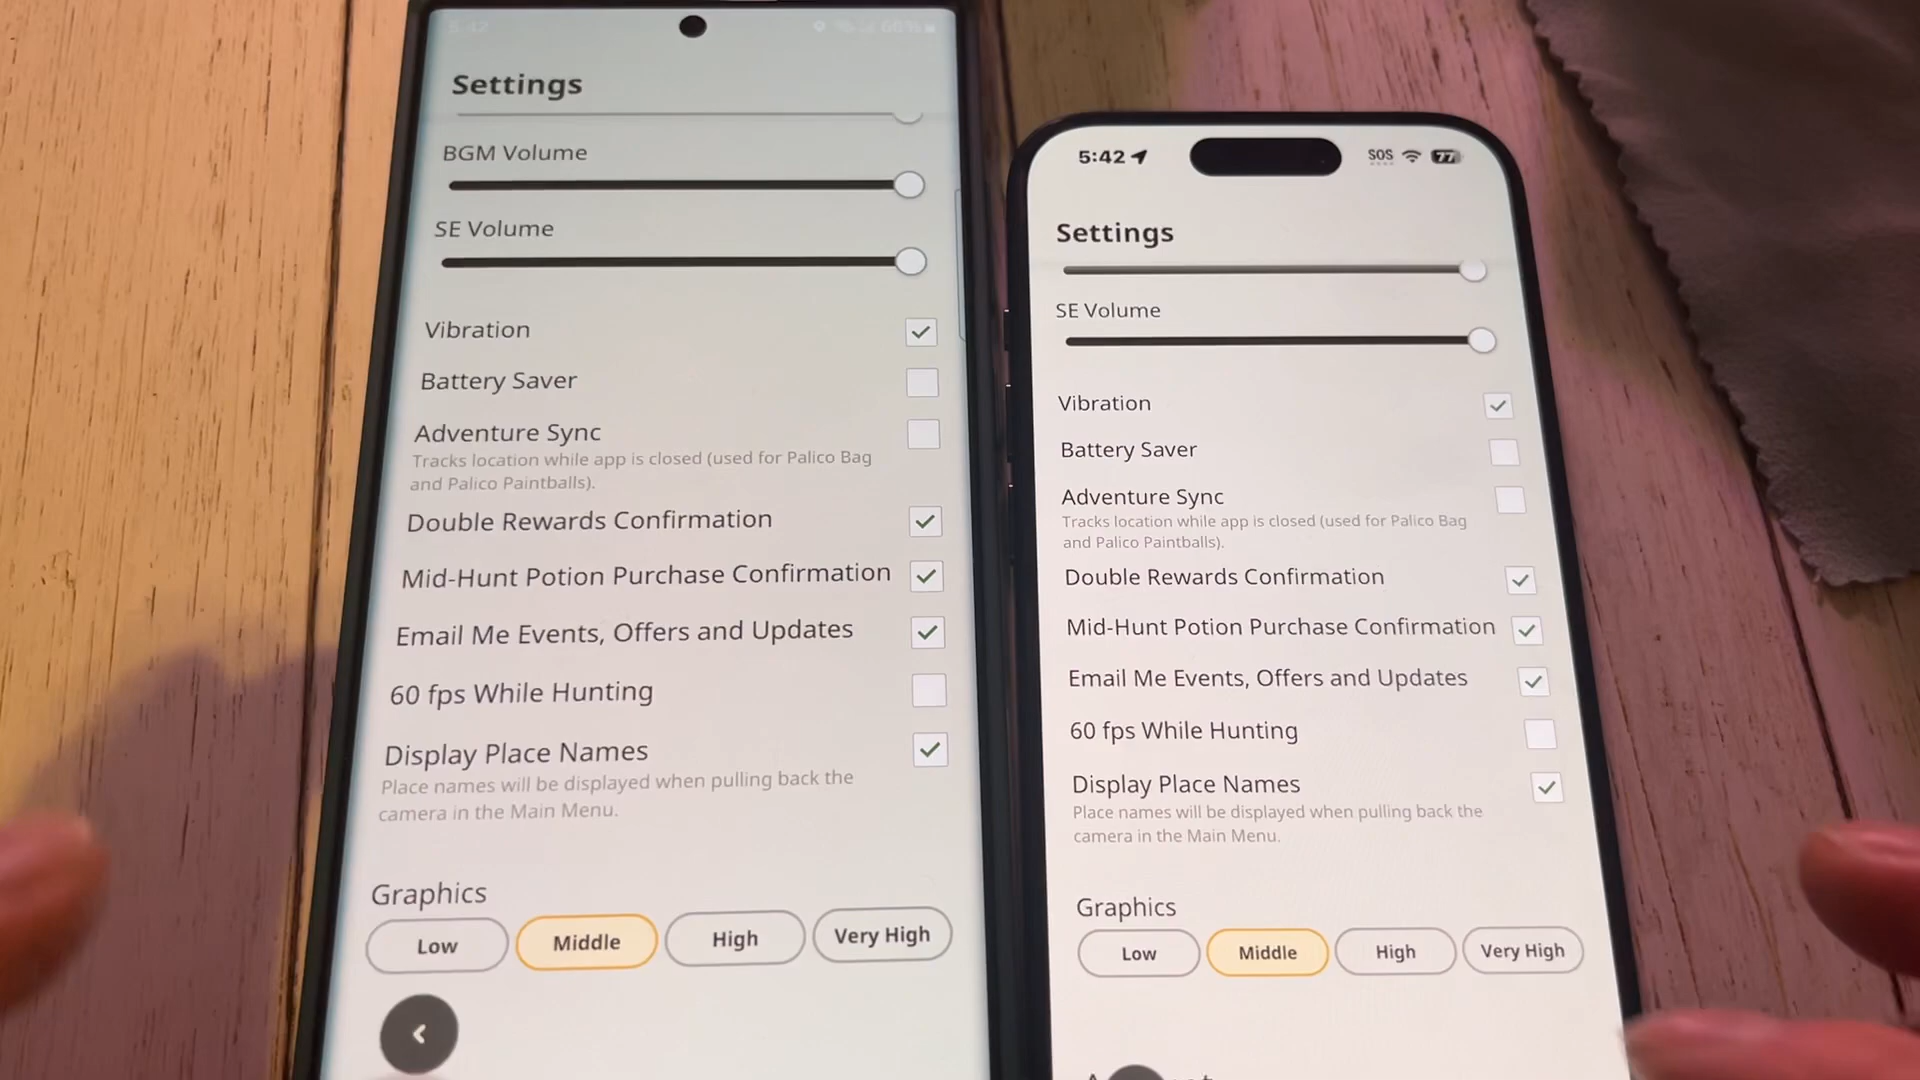 5:42
Settings
BGM Volume
SE Volume
Vibration
Battery Saver
Adventure Sync
Tracks location while app is closed (used for Palico Bag
and Palico Paintballs).
Double Rewards Confirmation
Mid-Hunt Potion Purchase Confirmation
Email Me Events, Offers and Updates
60 fps While Hunting
Display Place Names
Place names will be displayed when pulling back the
camera in the Main Menu.
Graphics
Low Middle High Very High
5:42 SOS 77
Settings
SE Volume
Vibration
Battery Saver
Adventure Sync
Tracks location while app is closed (used for Palico Bag
and Palico Paintballs).
Double Rewards Confirmation
Mid-Hunt Potion Purchase Confirmation
Email Me Events, Offers and Updates
60 fps While Hunting
Display Place Names
Place names will be displayed when pulling back the
camera in the Main Menu.
Graphics
Low Middle High Very High